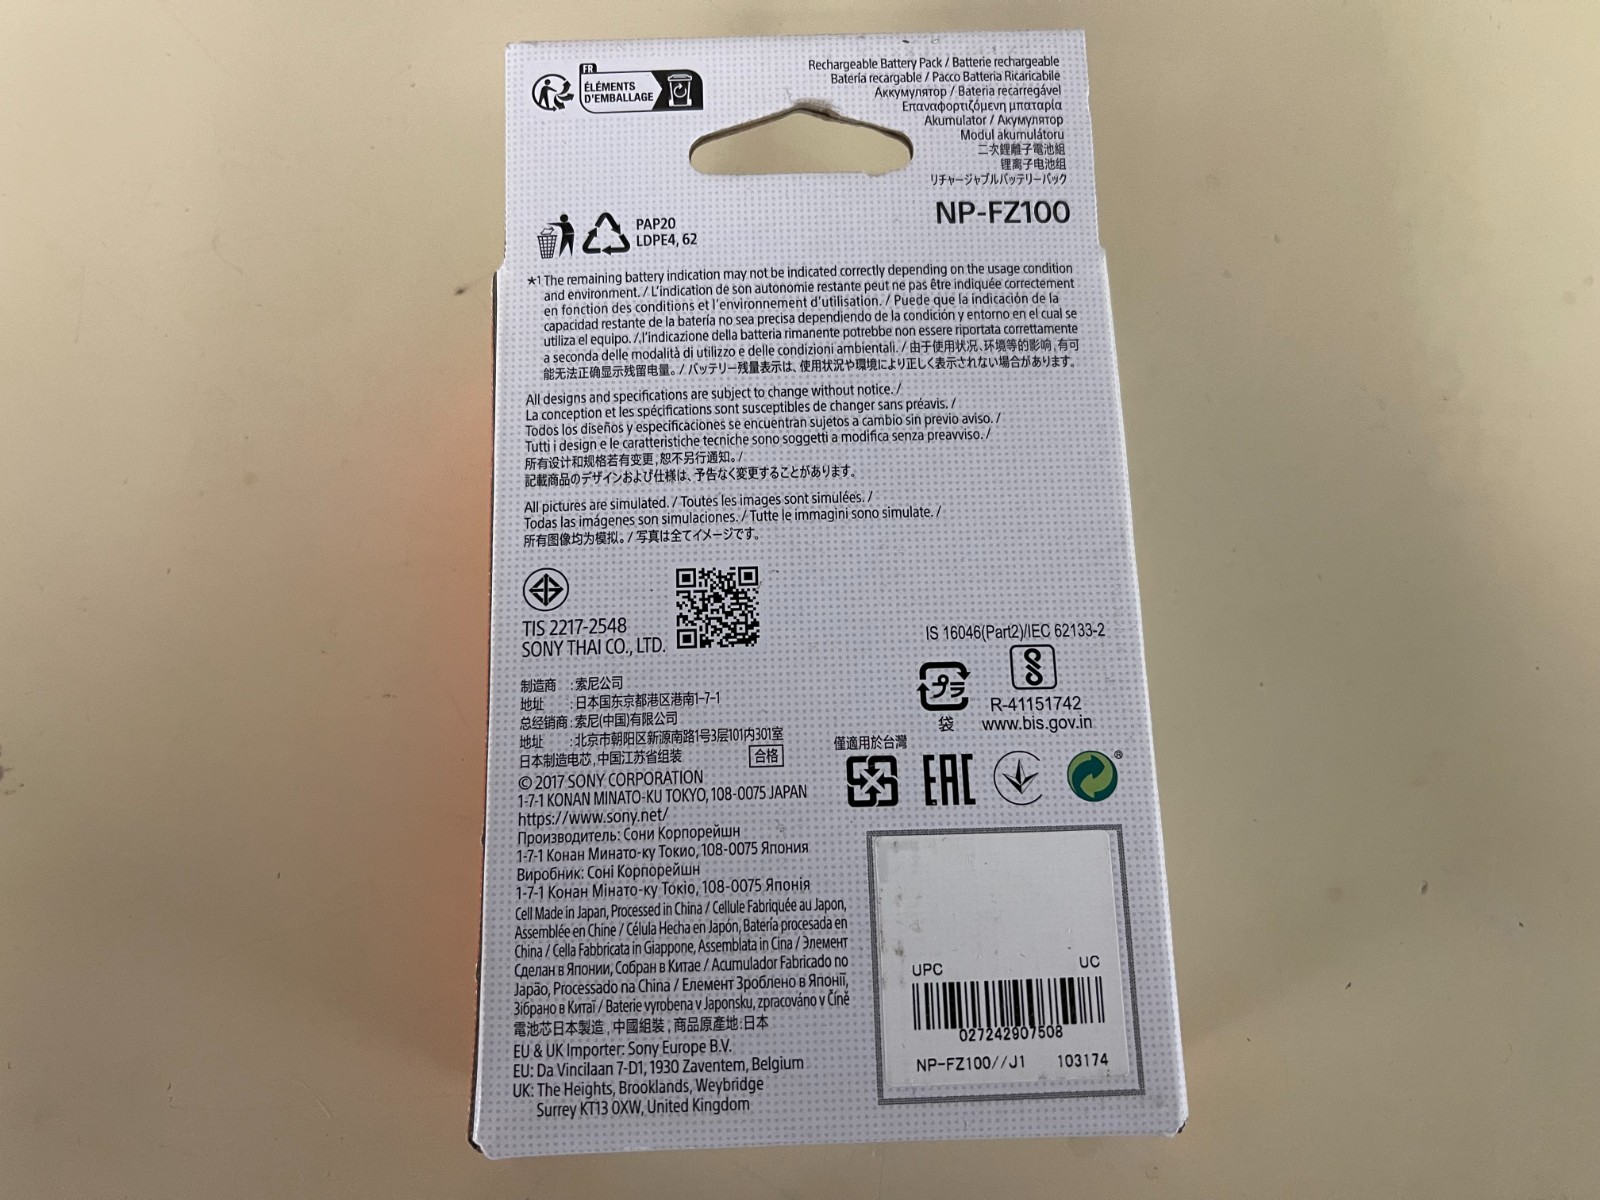 FR
ÉLÉMENTS
D'EMBALLAGE
Rechargeable Battery Pack / Batterie rechargeable
Batería recargable / Pacco Batteria Ricaricabile
Аккумулятор / Bateria recarregável
Επαναφορτιζόμενη μπαταρία
Akumulator / Акумулятор
Modul akumulátoru
二次鋰離子電池組
锂离子电池组
リチャージャブルバッテリーパック
NP-FZ100
PAP20
LDPE4, 62
*1 The remaining battery indication may not be indicated correctly depending on the usage condition
and environment. / L'indication de son autonomie restante peut ne pas être indiquée correctement
en fonction des conditions et l'environnement d'utilisation. / Puede que la indicación de la
capacidad restante de la batería no sea precisa dependiendo de la condición y entorno en el cual se
utiliza el equipo. / L'indicazione della batteria rimanente potrebbe non essere riportata correttamente
a seconda delle modalità di utilizzo e delle condizioni ambientali. / 由于使用状况、环境等的影响,有可
能无法正确显示残留电量。/ バッテリー残量表示は、使用状況や環境により正しく表示されない場合があります。
All designs and specifications are subject to change without notice. /
La conception et les spécifications sont susceptibles de changer sans préavis. /
Todos los diseños y especificaciones se encuentran sujetos a cambio sin previo aviso. /
Tutti i design e le caratteristiche tecniche sono soggetti a modifica senza preavviso. /
所有设计和规格若有变更,恕不另行通知。/
記載商品のデザインおよび仕様は、予告なく変更することがあります。
All pictures are simulated. / Toutes les images sont simulées. /
Todas las imágenes son simulaciones. / Tutte le immagini sono simulate. /
所有图像均为模拟。/ 写真は全てイメージです。
TIS 2217-2548
SONY THAI CO., LTD.
IS 16046(Part2)/IEC 62133-2
プラ
袋
R-41151742
www.bis.gov.in
制造商 :索尼公司
地址 :日本国东京都港区港南1-7-1
总经销商:索尼(中国)有限公司
地址 :北京市朝阳区新源南路1号3层101内301室
日本制造电芯,中国江苏省组装
合格
僅適用於台灣
EAC
®
© 2017 SONY CORPORATION
1-7-1 KONAN MINATO-KU TOKYO, 108-0075 JAPAN
https://www.sony.net/
Производитель: Сони Корпорейшн
1-7-1 Конан Минато-ку Токио, 108-0075 Япония
Виробник: Соні Корпорейшн
1-7-1 Конан Мінато-ку Токіо, 108-0075 Японія
Cell Made in Japan, Processed in China / Cellule Fabriquée au Japon,
Assemblée en Chine / Célula Hecha en Japón, Batería procesada en
China / Cella Fabbricata in Giappone, Assemblata in Cina / Элемент
Сделан в Японии, Собран в Китае / Acumulador Fabricado no
Japão, Processado na China / Елемент Зроблено в Японії,
Зібрано в Китаї / Baterie vyrobena v Japonsku, zpracováno v Číně
電池芯日本製造,中國組裝,商品原產地:日本
EU & UK Importer: Sony Europe B.V.
EU: Da Vincilaan 7-D1, 1930 Zaventem, Belgium
UK: The Heights, Brooklands, Weybridge
Surrey KT13 0XW, United Kingdom
UPC UC
027242907508
NP-FZ100//J1 103174